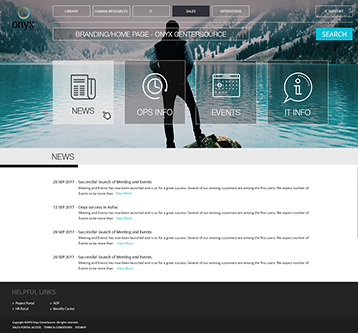 onyx
LIBRARY
HUMAN RESOURCES
IT
SALES
OPERATIONS
IT SUPPORT
BRANDING/HOME PAGE - ONYX CENTERSOURCE
SEARCH
NEWS
OPS INFO
EVENTS
IT INFO
NEWS
28 SEP 2017 - Successful launch of Meeting and Events
Meeting and Events has now been launched and is so far a great success. Several of our existing customers are among the first users. We expect number of
Events to be more than View More
12 SEP 2017 - Onyx success in AsPac
Meeting and Events has now been launched and is so far a great success. Several of our existing customers are among the first users. We expect number of
Events to be more than View More
28 SEP 2017 - Successful launch of Meeting and Events
Meeting and Events has now been launched and is so far a great success. Several of our existing customers are among the first users. We expect number of
Events to be more than View More
28 SEP 2017 - Successful launch of Meeting and Events
Meeting and Events has now been launched and is so far a great success. Several of our existing customers are among the first users. We expect number of
Events to be more than View More
HELPFUL LINKS
> Project Portal
> ADP
> HR Portal
> Benefits Center
Copyright ©2016 Onyx CenterSource. All rights reserved.
SALES PORTAL ACCESS TERMS & CONDITIONS SITEMAP